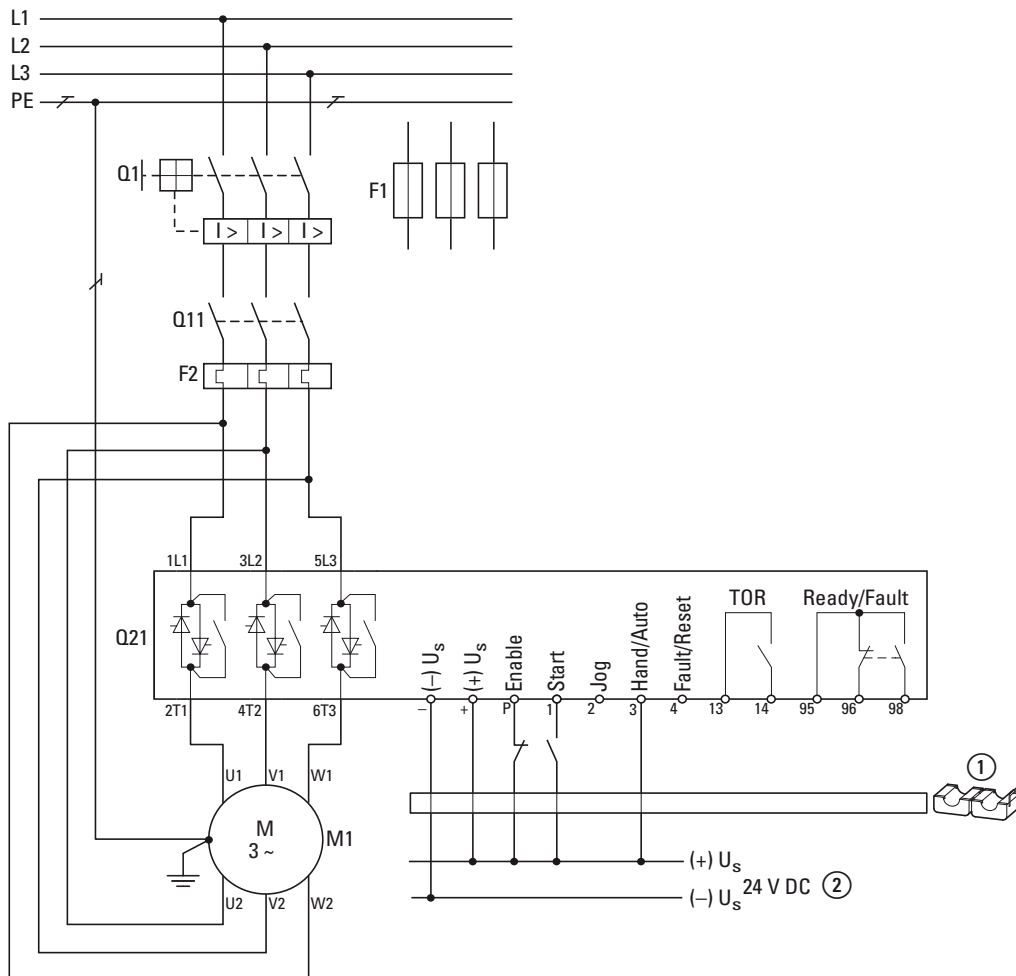 L1
L2
L3
PE
Q1
F1
I > I > I >
Q11
F2
1L1 3L2 5L3
TOR Ready/Fault
Q21
(–) Us
(+) Us
Enable
Start
Jog
Hand/Auto
Fault/Reset
2T1 4T2 6T3 – + P 1 2 3 4 13 14 95 96 98
U1 V1 W1
1
M
3 ~
M1
(+) Us
24 V DC 2
(–) Us
U2 V2 W2